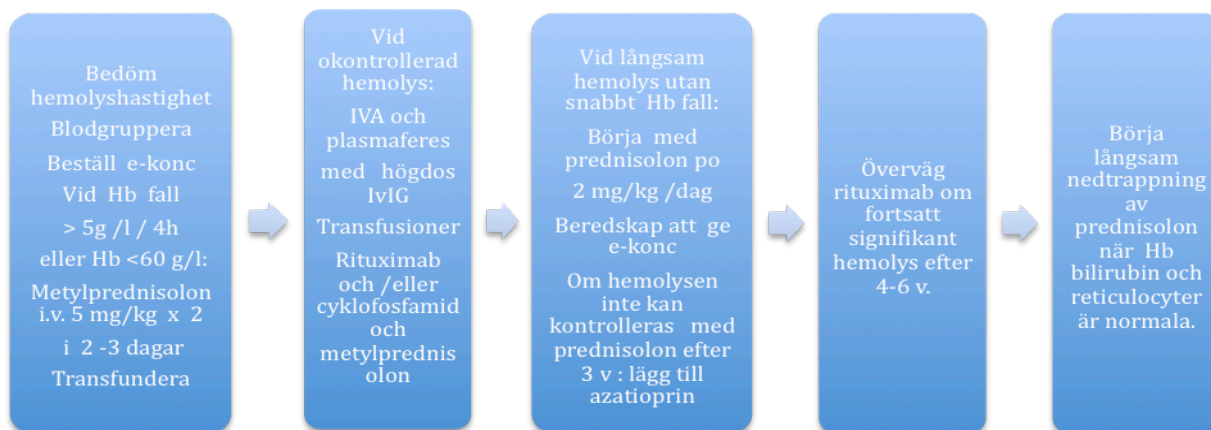 Bedöm
hemolyshastighet
Blodgruppera
Beställ e-konc
Vid Hb fall
> 5g /l / 4h
eller Hb <60 g/l:
Metylprednisolon
i.v. 5 mg/kg x 2
i 2 -3 dagar
Transfundera
Vid
okontrollerad
hemolys:
IVA och
plasmaferes
med högdos
IvIG
Transfusioner
Rituximab
och /eller
cyklofosfamid
och
metylprednis
olon
Vid långsam
hemolys utan
snabbt Hb fall:
Börja med
prednisolon po
2 mg/kg /dag
Beredskap att ge
e-konc
Om hemolysen
inte kan
kontrolleras med
prednisolon efter
3 v : lägg till
azatioprin
Överväg
rituximab om
fortsatt
signifikant
hemolys efter
4-6 v.
Börja
långsam
nedtrappning
av
prednisolon
när Hb
bilirubin och
reticulocyter
är normala.